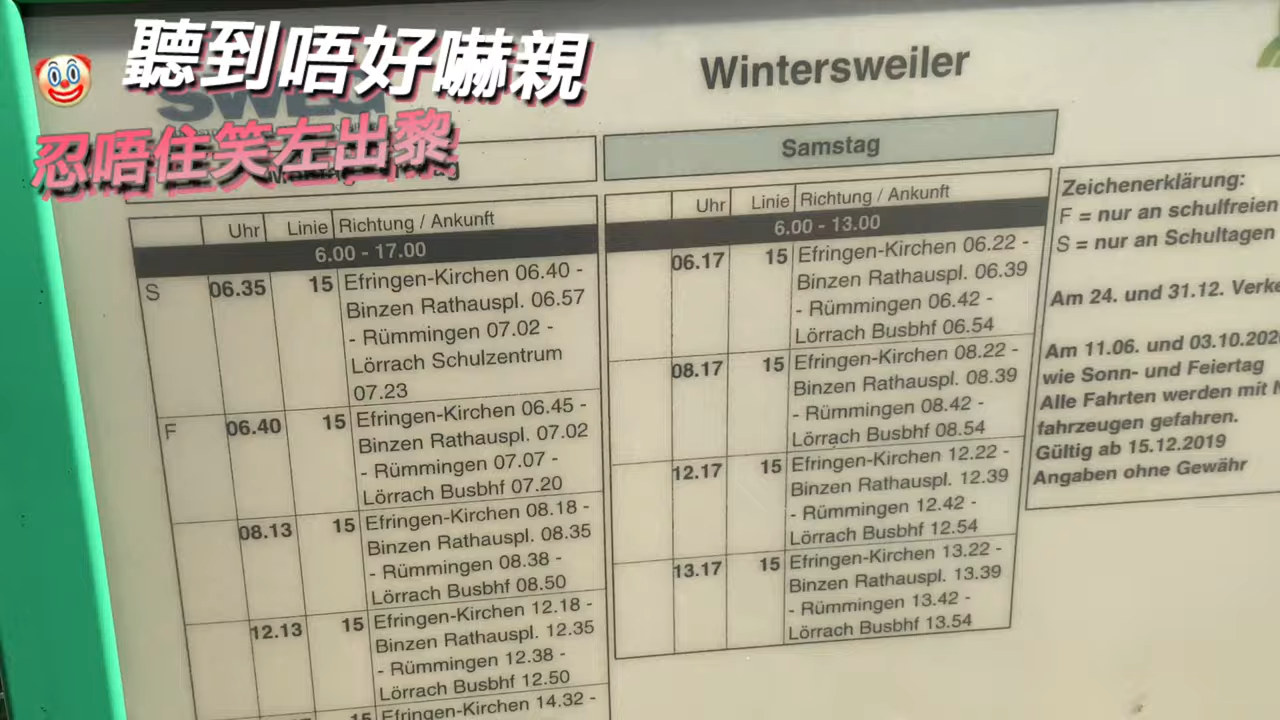 聽到唔好嚇親
忍唔住笑左出黎
SWEG
Wintersweiler
Uhr Linie Richtung / Ankunft
6.00 - 17.00
S 06.35 15 Efringen-Kirchen 06.40 -
Binzen Rathauspl. 06.57
- Rümmingen 07.02 -
Lörrach Schulzentrum
07.23
F 06.40 15 Efringen-Kirchen 06.45 -
Binzen Rathauspl. 07.02
- Rümmingen 07.07 -
Lörrach Busbhf 07.20
08.13 15 Efringen-Kirchen 08.18 -
Binzen Rathauspl. 08.35
- Rümmingen 08.38 -
Lörrach Busbhf 08.50
12.13 15 Efringen-Kirchen 12.18 -
Binzen Rathauspl. 12.35
- Rümmingen 12.38 -
Lörrach Busbhf 12.50
15 Efringen-Kirchen 14.32 -
Samstag
Uhr Linie Richtung / Ankunft
6.00 - 13.00
06.17 15 Efringen-Kirchen 06.22 -
Binzen Rathauspl. 06.39
- Rümmingen 06.42 -
Lörrach Busbhf 06.54
08.17 15 Efringen-Kirchen 08.22 -
Binzen Rathauspl. 08.39
- Rümmingen 08.42 -
Lörrach Busbhf 08.54
12.17 15 Efringen-Kirchen 12.22 -
Binzen Rathauspl. 12.39
- Rümmingen 12.42 -
Lörrach Busbhf 12.54
13.17 15 Efringen-Kirchen 13.22 -
Binzen Rathauspl. 13.39
- Rümmingen 13.42 -
Lörrach Busbhf 13.54
Zeichenerklärung:
F = nur an schulfreien
S = nur an Schultagen
Am 24. und 31.12. Verke
Am 11.06. und 03.10.202
wie Sonn- und Feiertag
Alle Fahrten werden mit
fahrzeugen gefahren.
Gültig ab 15.12.2019
Angaben ohne Gewähr